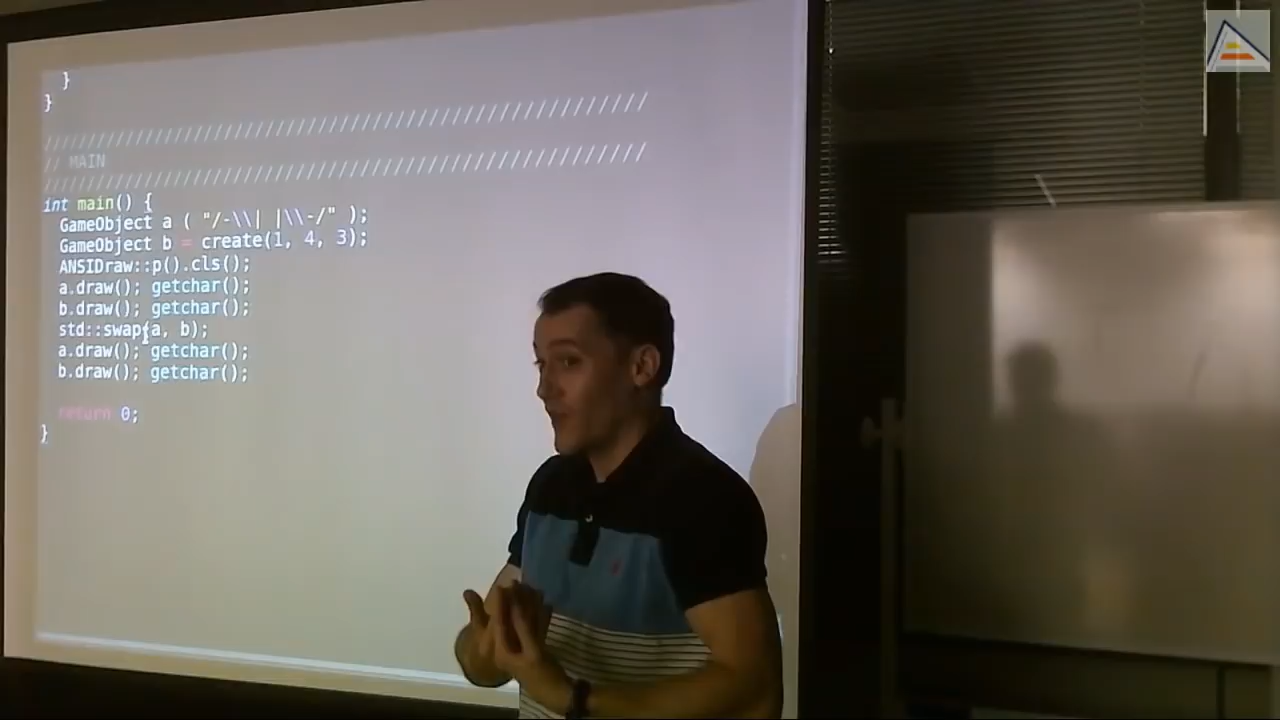 }
}
///////////////////////////////////////////
// MAIN
///////////////////////////////////////////
int main() {
GameObject a ( "/-\\| |\\-/" );
GameObject b = create(1, 4, 3);
ANSIDraw::p().cls();
a.draw(); getchar();
b.draw(); getchar();
std::swap(a, b);
a.draw(); getchar();
b.draw(); getchar();
return 0;
}